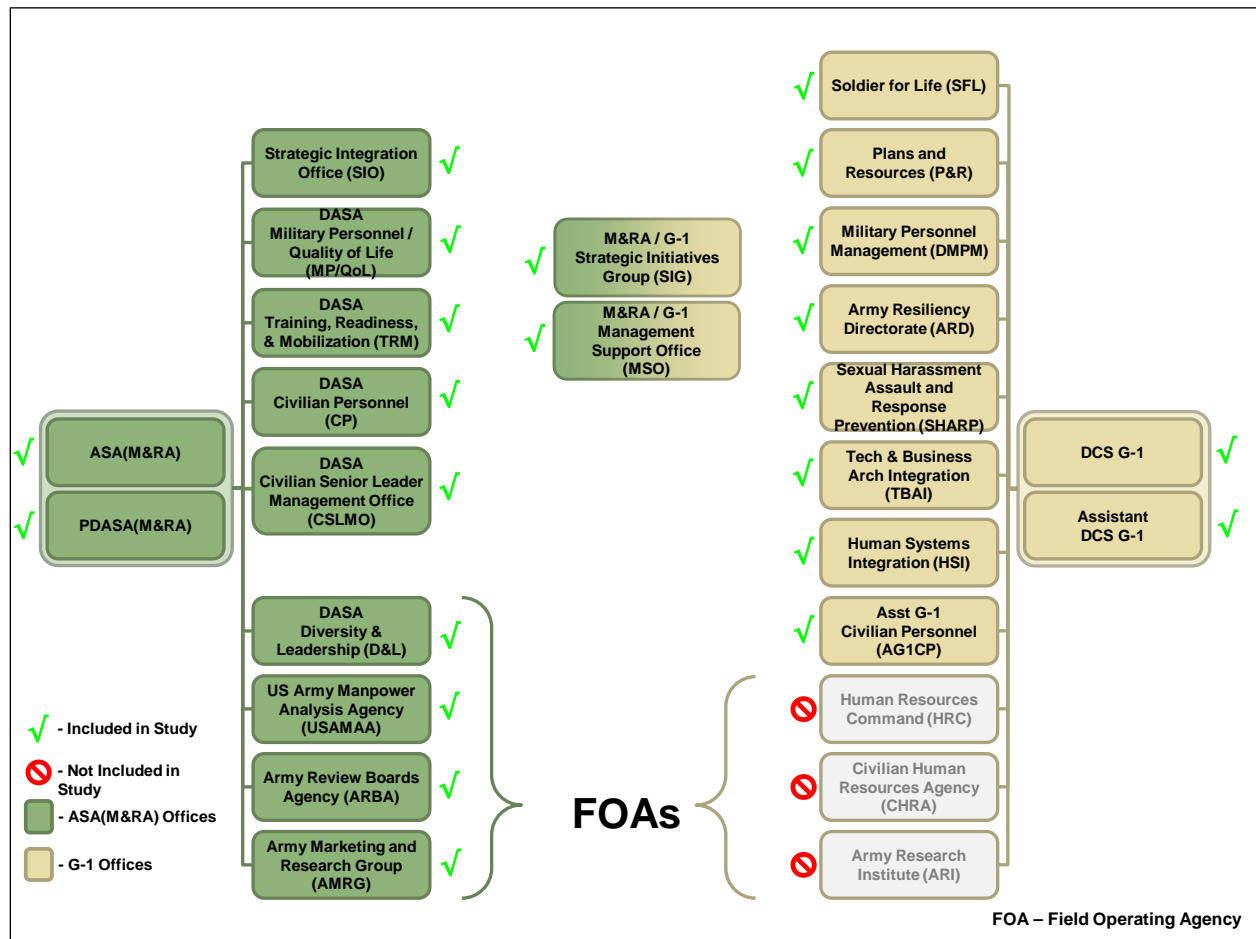 Strategic Integration
Office (SIO)
DASA
Military Personnel /
Quality of Life
(MP/QoL)
DASA
Training, Readiness,
& Mobilization (TRM)
DASA
Civilian Personnel
(CP)
DASA
Civilian Senior Leader
Management Office
(CSLMO)
ASA(M&RA)
PDASA(M&RA)
DASA
Diversity &
Leadership (D&L)
US Army Manpower
Analysis Agency
(USAMAA)
Army Review Boards
Agency (ARBA)
Army Marketing and
Research Group
(AMRG)
M&RA / G-1
Strategic Initiatives
Group (SIG)
M&RA / G-1
Management
Support Office
(MSO)
FOAs
Soldier for Life (SFL)
Plans and
Resources (P&R)
Military Personnel
Management (DMPM)
Army Resiliency
Directorate (ARD)
Sexual Harassment
Assault and
Response
Prevention (SHARP)
Tech & Business
Arch Integration
(TBAI)
Human Systems
Integration (HSI)
Asst G-1
Civilian Personnel
(AG1CP)
Human Resources
Command (HRC)
Civilian Human
Resources Agency
(CHRA)
Army Research
Institute (ARI)
DCS G-1
Assistant
DCS G-1
√ - Included in Study
- Not Included in
Study
- ASA(M&RA) Offices
- G-1 Offices
FOA – Field Operating Agency